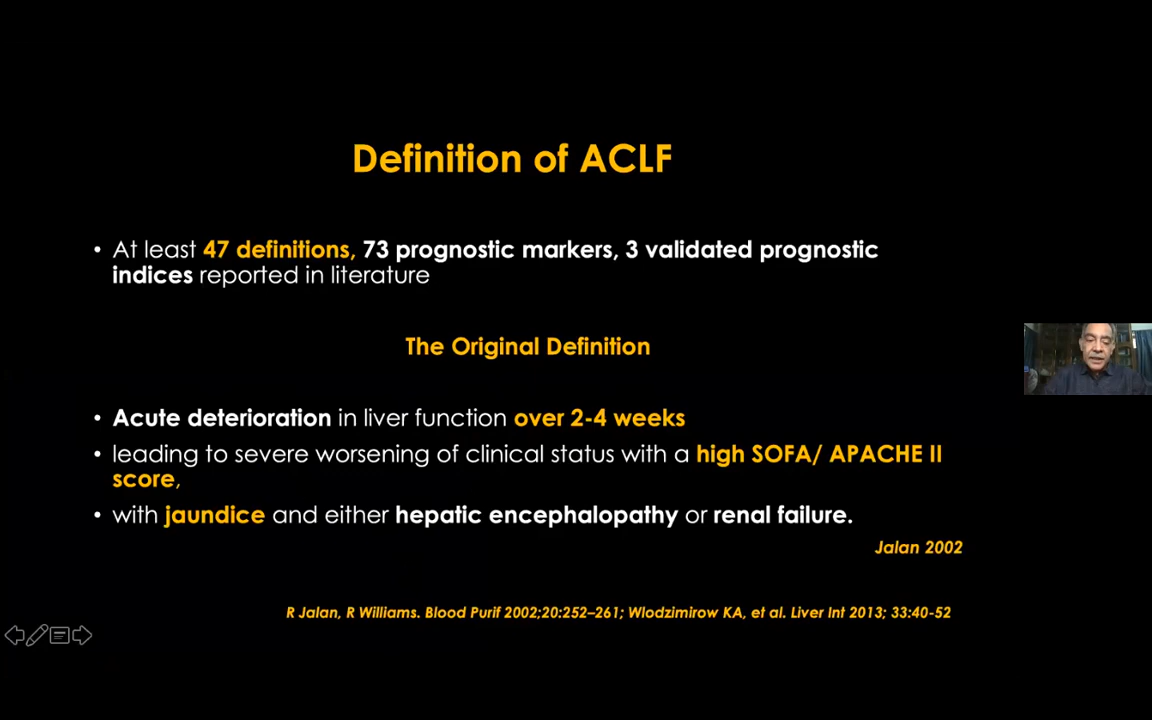 Definition of ACLF
• At least 47 definitions, 73 prognostic markers, 3 validated prognostic
indices reported in literature
The Original Definition
• Acute deterioration in liver function over 2-4 weeks
• leading to severe worsening of clinical status with a high SOFA/ APACHE II
score,
• with jaundice and either hepatic encephalopathy or renal failure.
Jalan 2002
R Jalan, R Williams. Blood Purif 2002;20:252–261; Wlodzimirow KA, et al. Liver Int 2013; 33:40-52